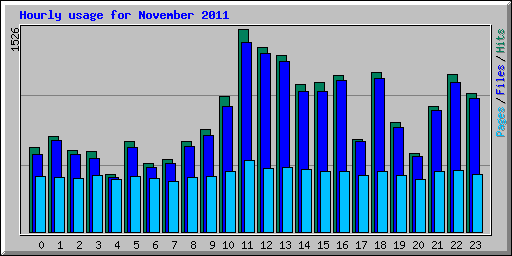 Hourly usage for November 2011
1526
Pages / Files / Hits
0 1 2 3 4 5 6 7 8 9 10 11 12 13 14 15 16 17 18 19 20 21 22 23